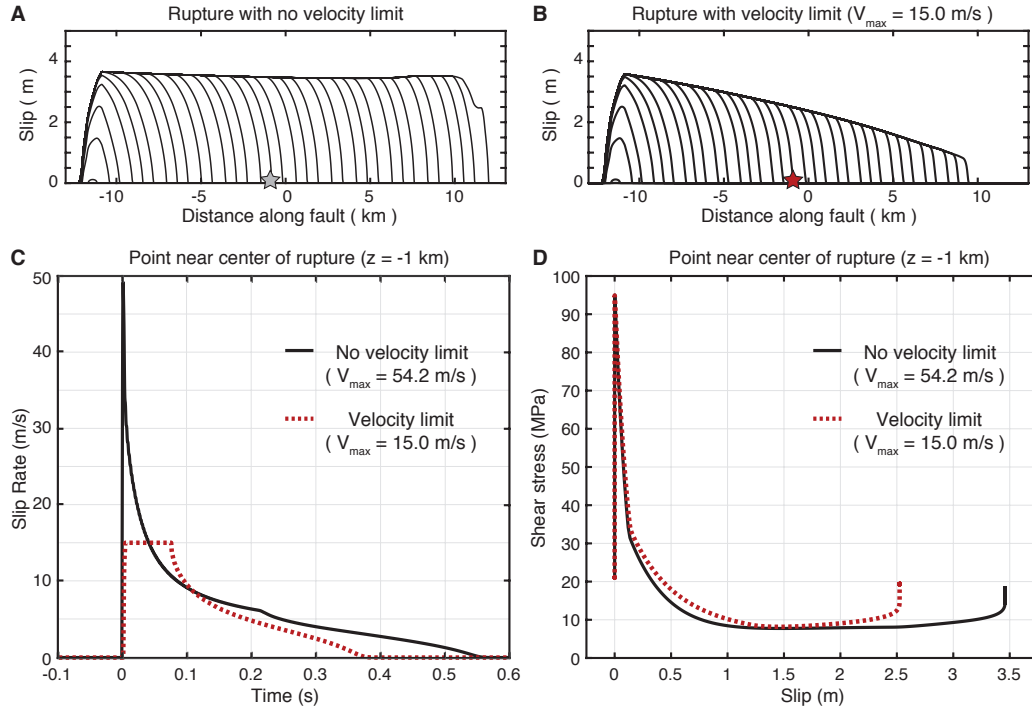 A
Rupture with no velocity limit
Slip ( m )
4
2
0
-10
-5
0
5
10
Distance along fault ( km )
B
Rupture with velocity limit ( Vmax = 15.0 m/s )
Slip ( m )
4
2
0
-10
-5
0
5
10
Distance along fault ( km )
C
Point near center of rupture (z = -1 km)
Slip Rate (m/s)
50
40
30
20
10
0
-0.1
0
0.1
0.2
0.3
0.4
0.5
0.6
Time (s)
No velocity limit
( Vmax = 54.2 m/s )
Velocity limit
( Vmax = 15.0 m/s )
D
Point near center of rupture (z = -1 km)
Shear stress (MPa)
100
90
80
70
60
50
40
30
20
10
0
0
0.5
1.0
1.5
2.0
2.5
3.0
3.5
Slip (m)
No velocity limit
( Vmax = 54.2 m/s )
Velocity limit
( Vmax = 15.0 m/s )